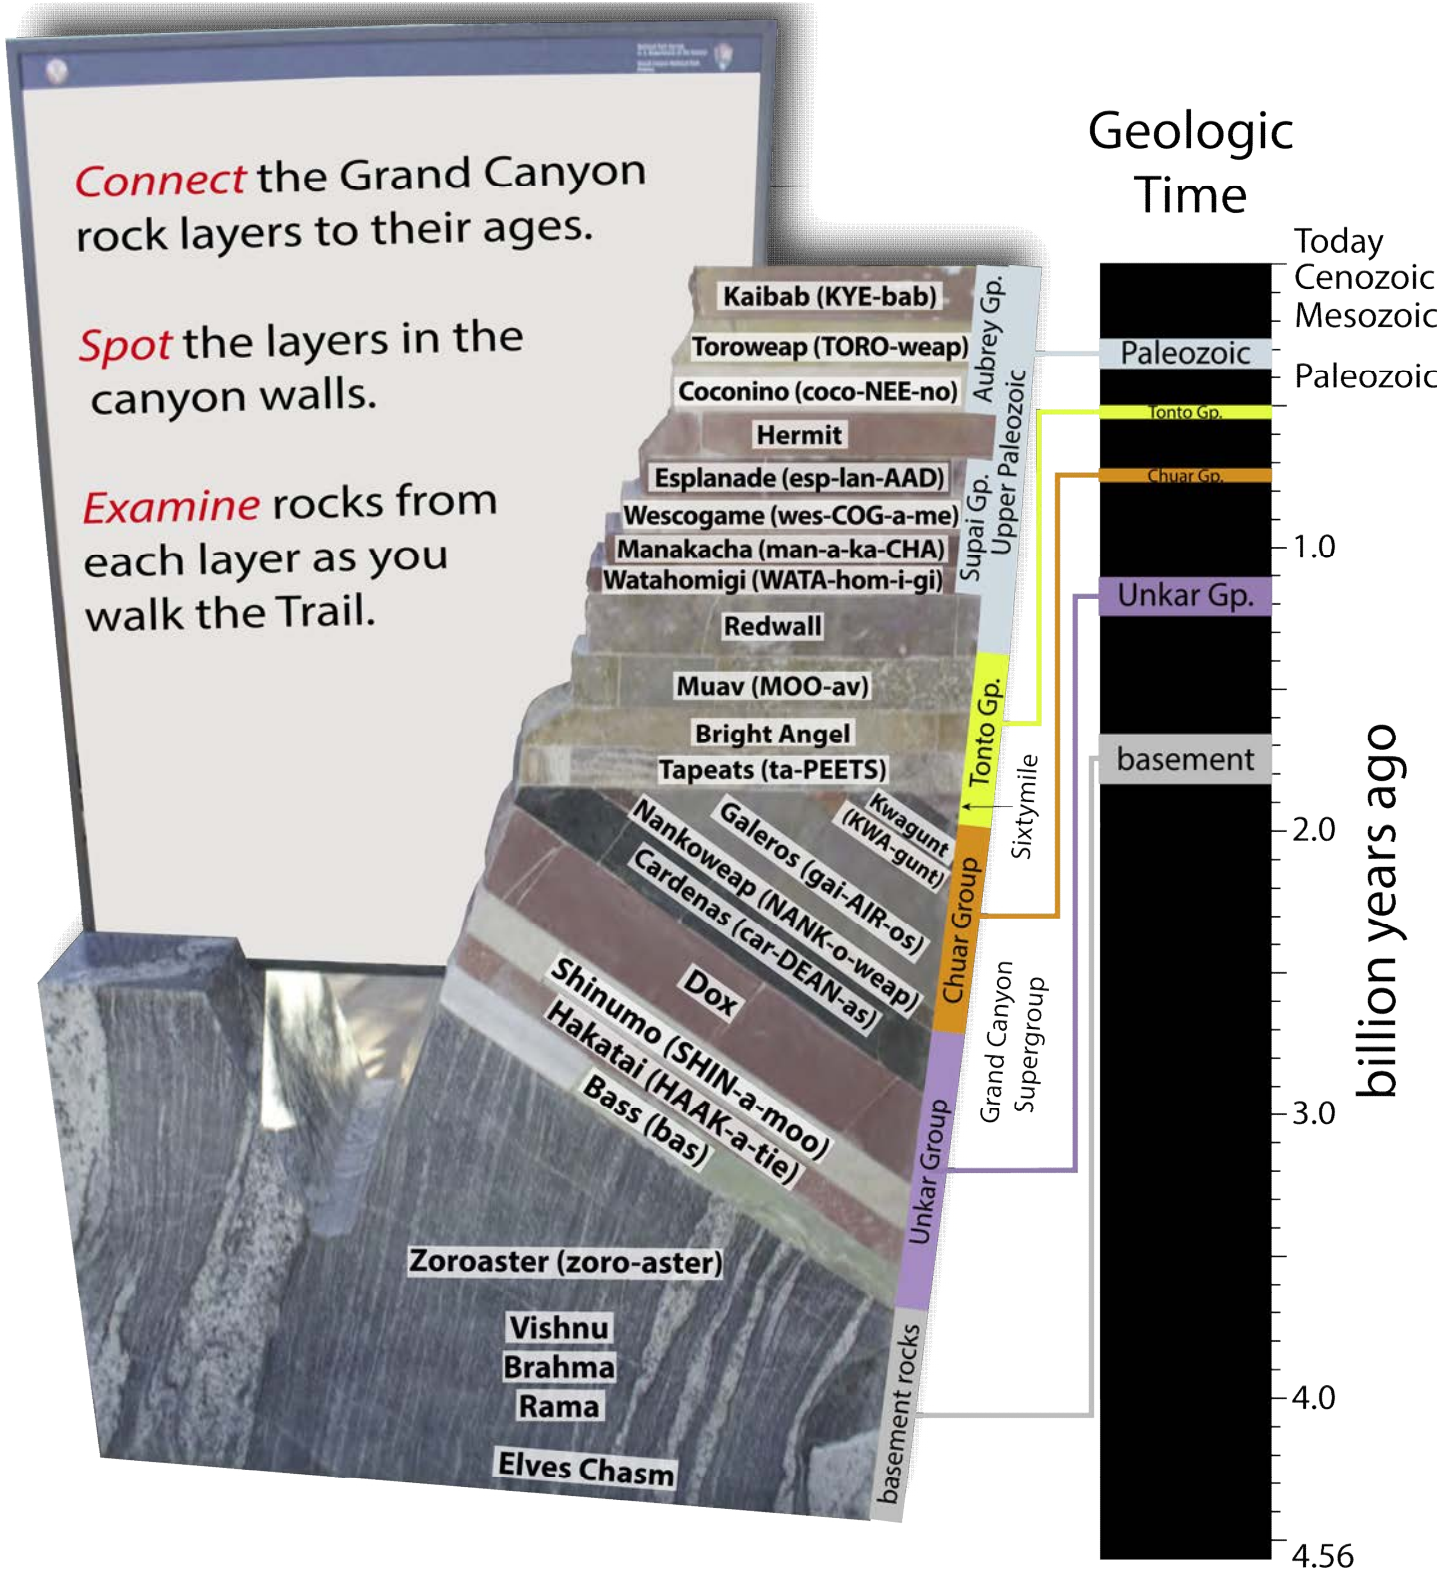 Connect the Grand Canyon
rock layers to their ages.
Spot the layers in the
canyon walls.
Examine rocks from
each layer as you
walk the Trail.
Kaibab (KYE-bab)
Toroweap (TORO-weap)
Coconino (coco-NEE-no)
Hermit
Esplanade (esp-lan-AAD)
Wescogame (wes-COG-a-me)
Manakacha (man-a-ka-CHA)
Watahomigi (WATA-hom-i-gi)
Redwall
Muav (MOO-av)
Bright Angel
Tapeats (ta-PEETS)
Kwagunt
(KWA-gunt)
Galeros (gai-AIR-os)
Nankoweap (NANK-o-weap)
Cardenas (car-DEAN-as)
Dox
Shinumo (SHIN-a-moo)
Hakatai (HAAK-a-tie)
Bass (bas)
Zoroaster (zoro-aster)
Vishnu
Brahma
Rama
Elves Chasm
Aubrey Gp.
Supai Gp.
Upper Paleozoic
Tonto Gp.
Sixtymile
Chuar Group
Grand Canyon
Supergroup
Unkar Group
basement rocks
Geologic
Time
Today
Cenozoic
Mesozoic
Paleozoic
Paleozoic
Tonto Gp.
Chuar Gp.
1.0
Unkar Gp.
basement
2.0
3.0
4.0
4.56
billion years ago